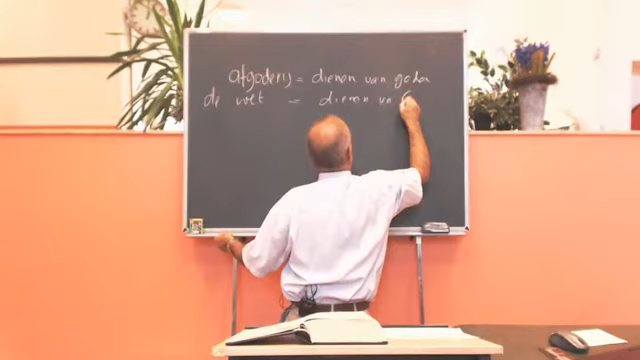 afgoderij = dienen van goden
de wet = dienen van G